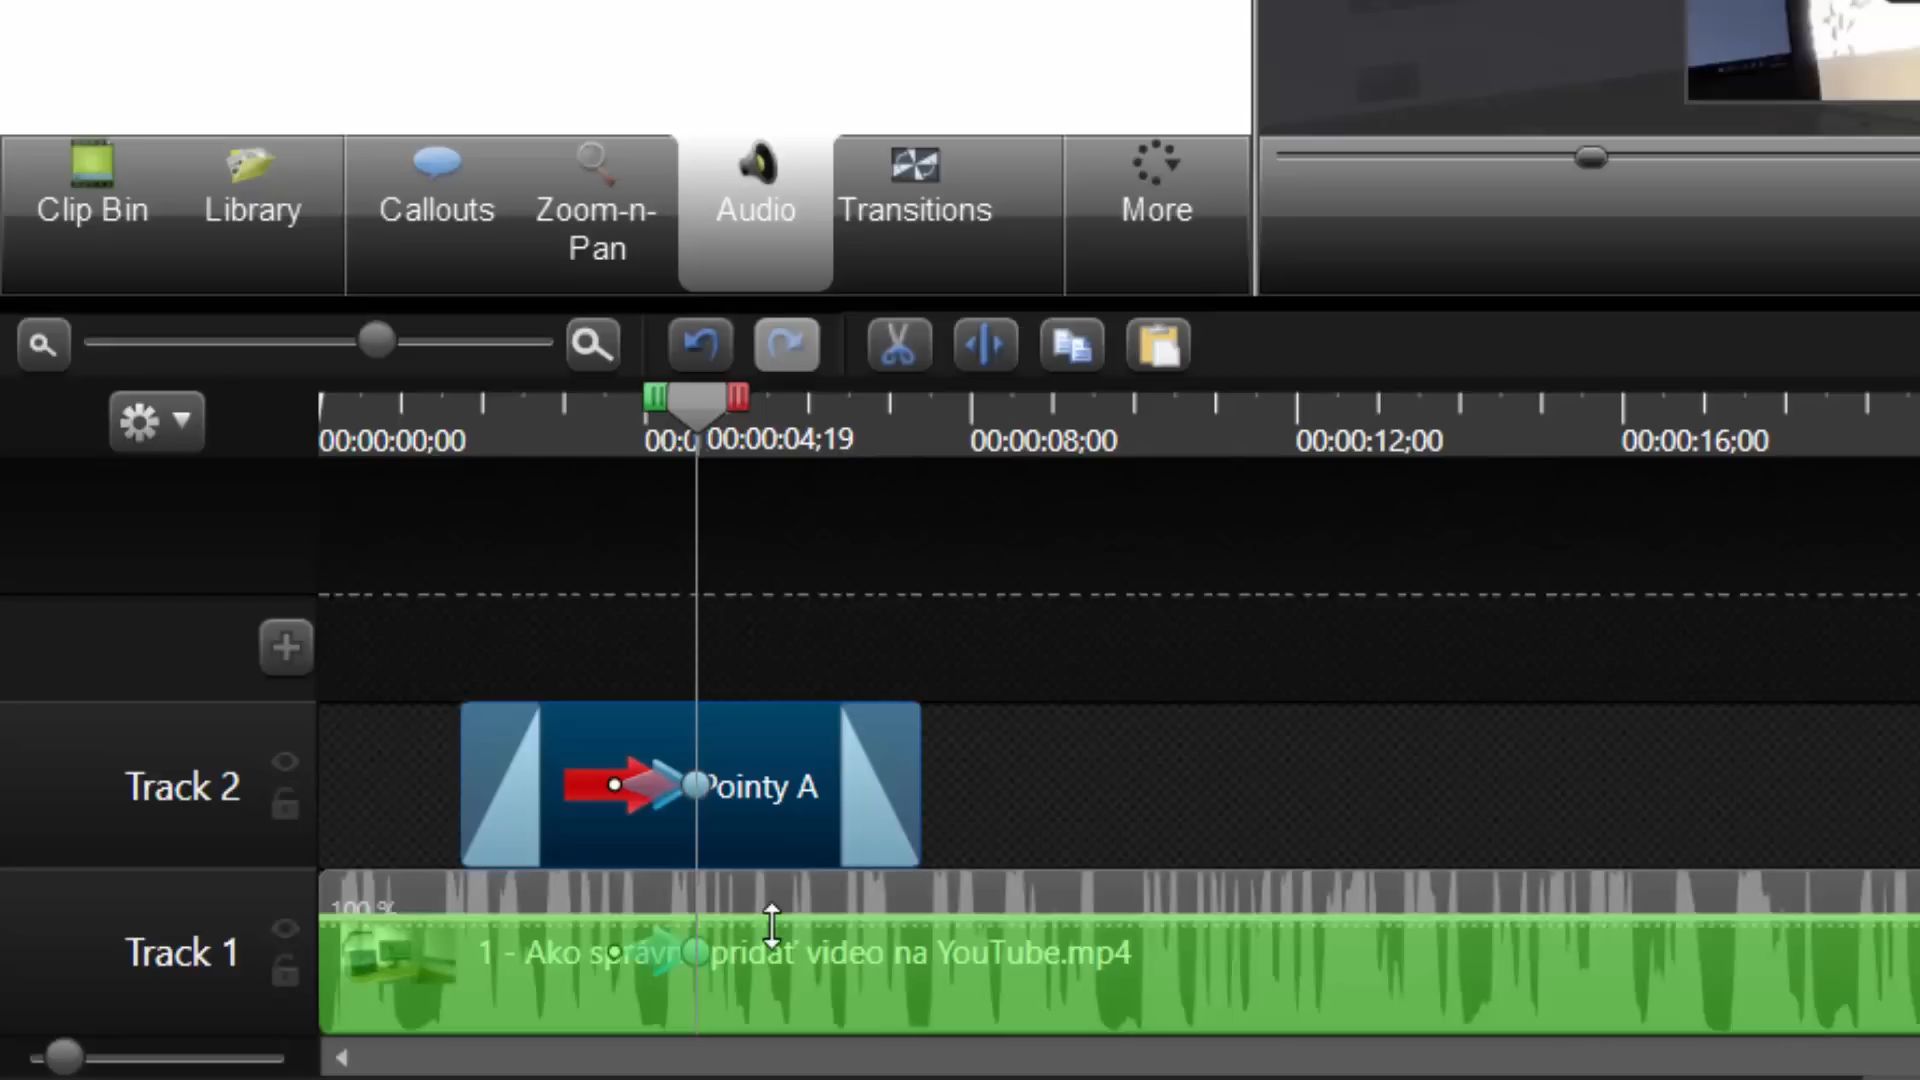 Clip Bin
Library
Callouts
Zoom-n-
Pan
Audio
Transitions
More
00:00:00;00
00:00:04;19
00:00:08;00
00:00:12;00
00:00:16;00
Track 2
Pointy A
100 %
Track 1
1 - Ako správne pridať video na YouTube.mp4